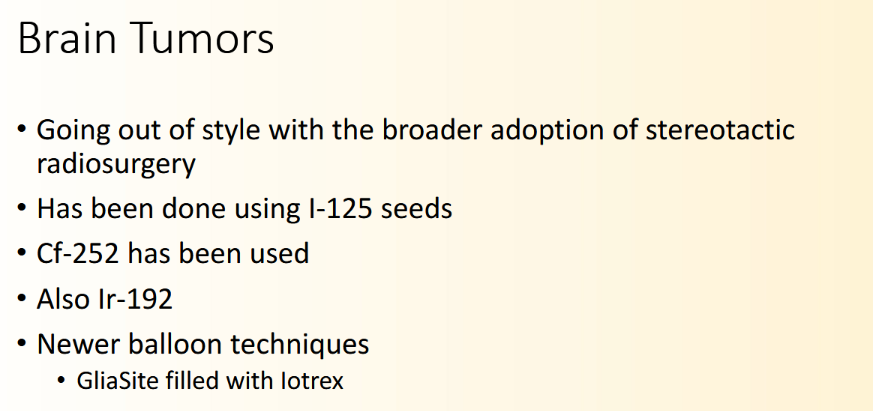 Brain Tumors
• Going out of style with the broader adoption of stereotactic
radiosurgery
• Has been done using I-125 seeds
• Cf-252 has been used
• Also Ir-192
• Newer balloon techniques
• GliaSite filled with Iotrex